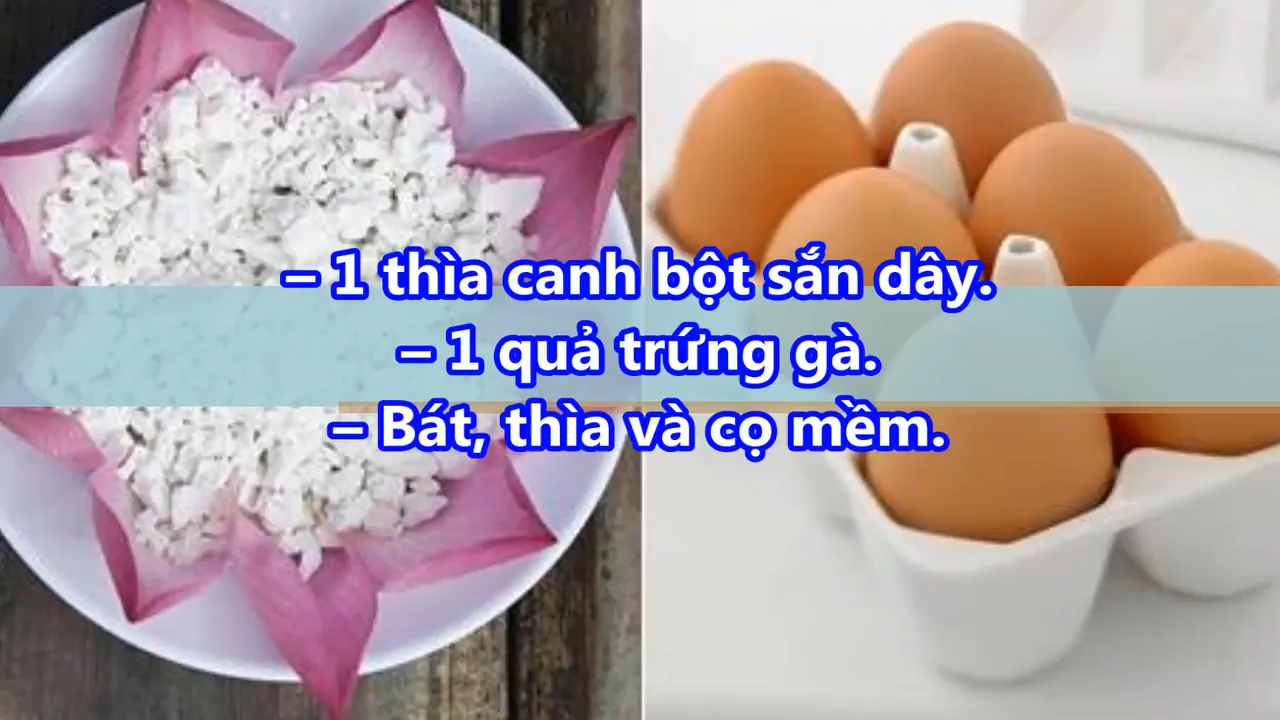 – 1 thìa canh bột sắn dây.
– 1 quả trứng gà.
– Bát, thìa và cọ mềm.